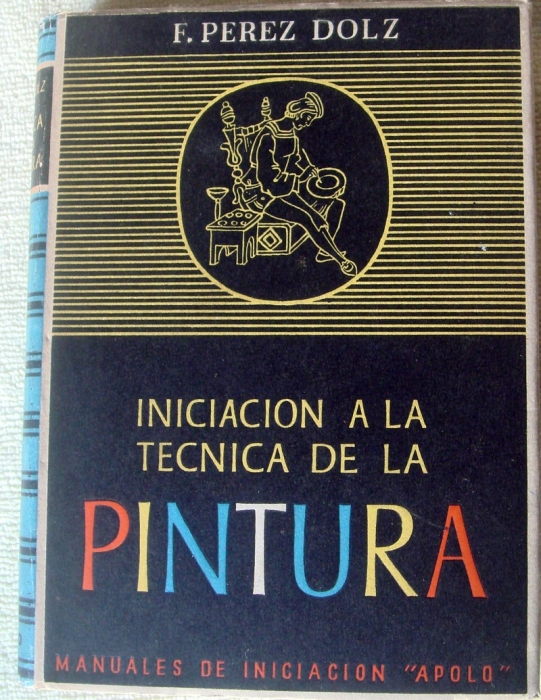 F. PEREZ DOLZ
INICIACION A LA
TECNICA DE LA
PINTURA
MANUALES DE INICIACION "APOLO"